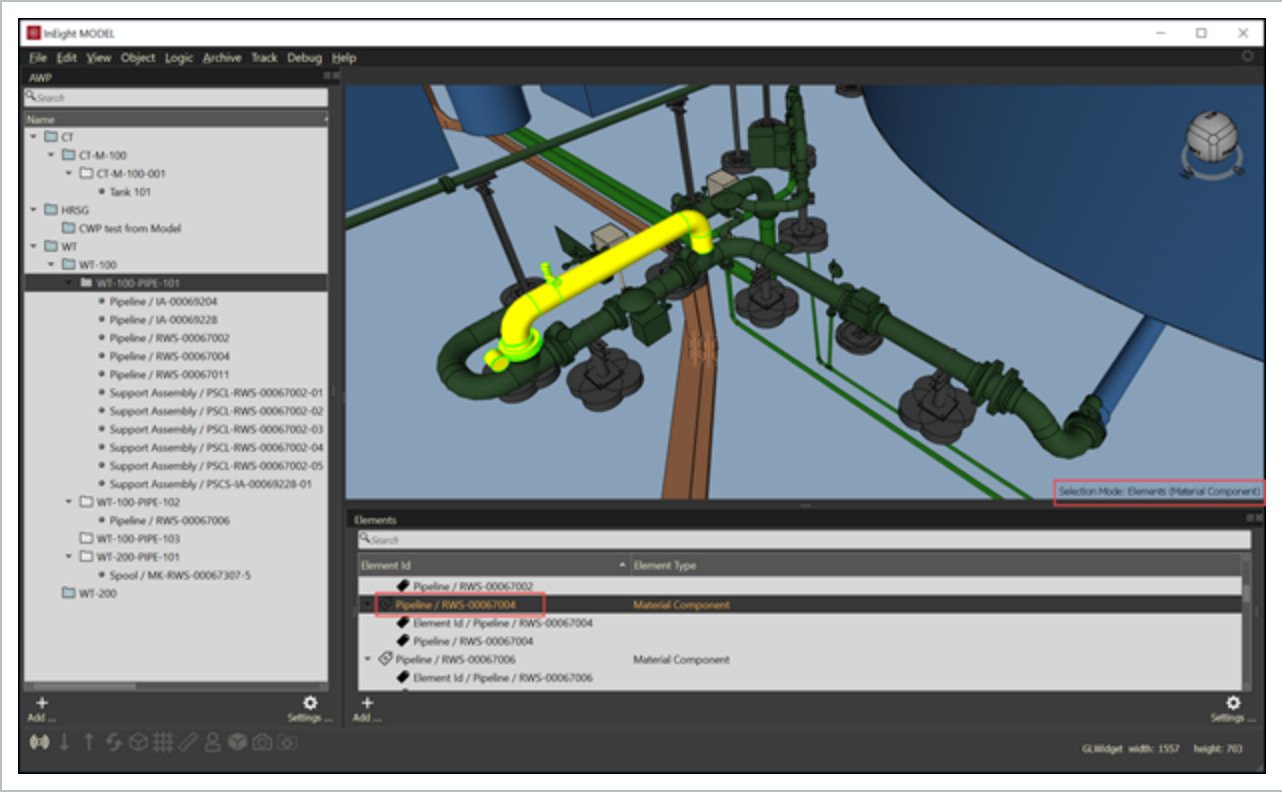 InEight MODEL
File Edit View Object Logic Archive Track Debug Help
AWP
Search
Name
CT
CT-M-100
CT-M-100-001
Tank 101
HRSG
CWP test from Model
WT
WT-100
WT-100-PIPE-101
Pipeline / IA-00069204
Pipeline / IA-00069228
Pipeline / RWS-00067002
Pipeline / RWS-00067004
Pipeline / RWS-00067011
Support Assembly / PSCL-RWS-00067002-01
Support Assembly / PSCL-RWS-00067002-02
Support Assembly / PSCL-RWS-00067002-03
Support Assembly / PSCL-RWS-00067002-04
Support Assembly / PSCL-RWS-00067002-05
Support Assembly / PSCS-IA-00069228-01
WT-100-PIPE-102
Pipeline / RWS-00067006
WT-100-PIPE-103
WT-200-PIPE-101
Spool / MK-RWS-00067307-5
WT-200
Add ...
Settings ...
Selection Mode: Elements (Material Component)
Elements
Search
Element Id Element Type
Pipeline / RWS-00067002
Pipeline / RWS-00067004 Material Component
Element Id / Pipeline / RWS-00067004
Pipeline / RWS-00067004
Pipeline / RWS-00067006 Material Component
Element Id / Pipeline / RWS-00067006
Add ...
Settings ...
GLWidget width: 1557 height: 703